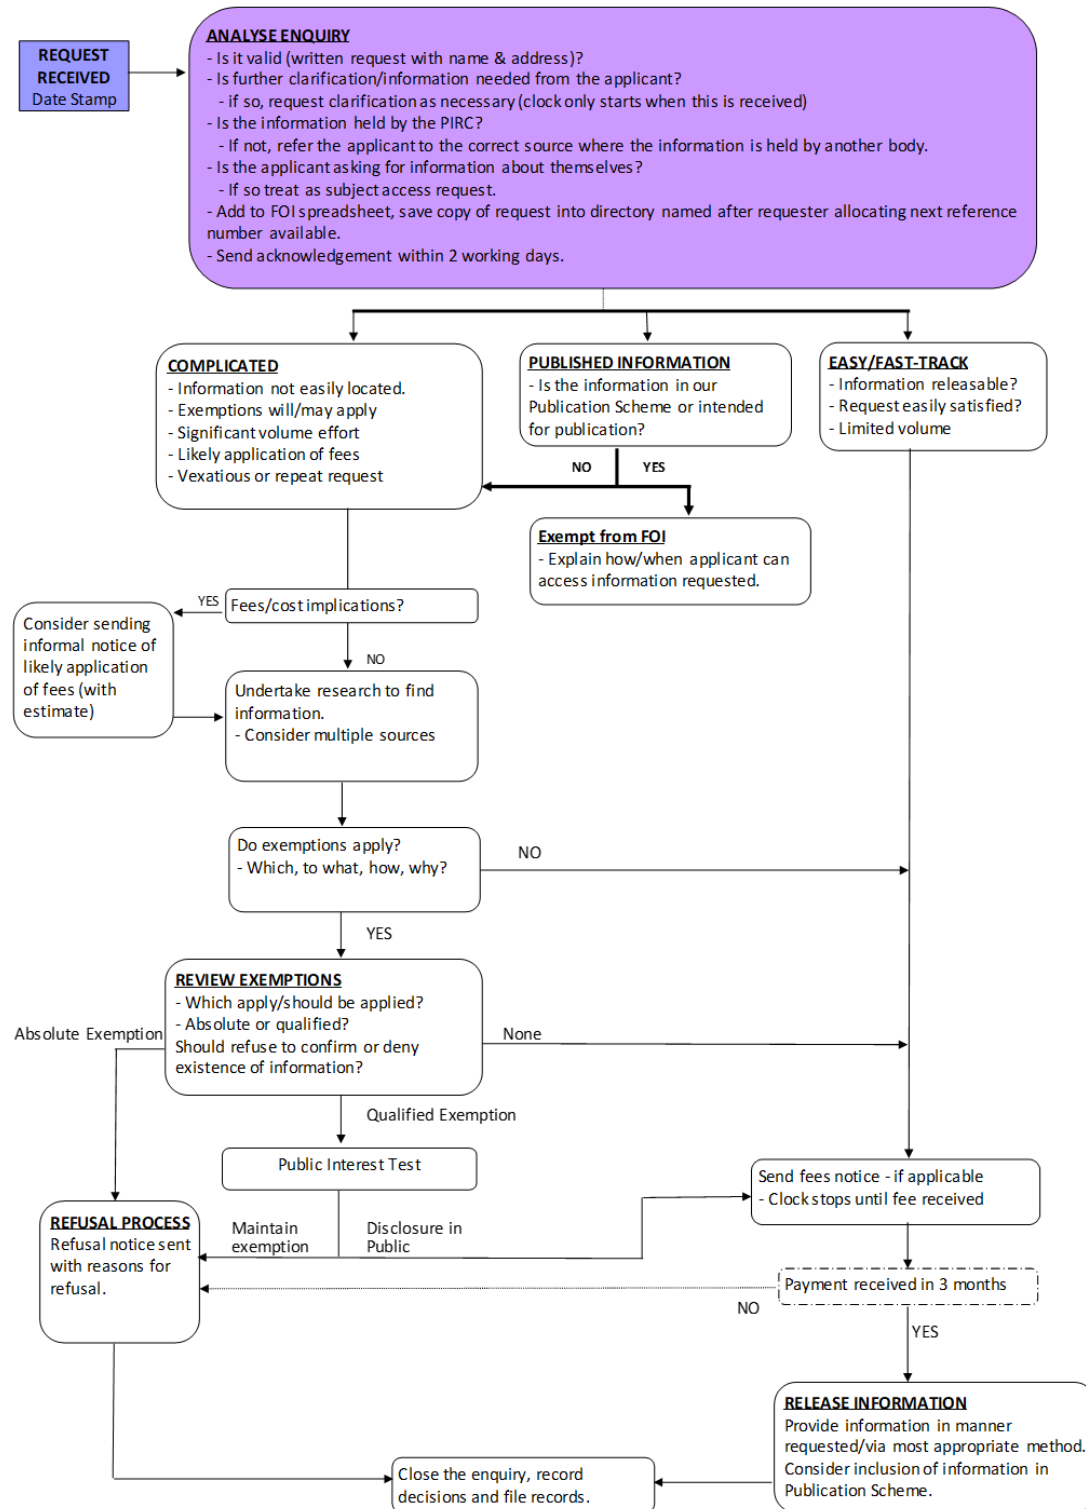 REQUEST
RECEIVED
Date Stamp
ANALYSE ENQUIRY
- Is it valid (written request with name & address)?
- Is further clarification/information needed from the applicant?
- if so, request clarification as necessary (clock only starts when this is received)
- Is the information held by the PIRC?
- If not, refer the applicant to the correct source where the information is held by another body.
- Is the applicant asking for information about themselves?
- If so treat as subject access request.
- Add to FOI spreadsheet, save copy of request into directory named after requester allocating next reference
number available.
- Send acknowledgement within 2 working days.
COMPLICATED
- Information not easily located.
- Exemptions will/may apply
- Significant volume effort
- Likely application of fees
- Vexatious or repeat request
PUBLISHED INFORMATION
- Is the information in our
Publication Scheme or intended
for publication?
EASY/FAST-TRACK
- Information releasable?
- Request easily satisfied?
- Limited volume
NO
YES
Exempt from FOI
- Explain how/when applicant can
access information requested.
YES
Fees/cost implications?
Consider sending
informal notice of
likely application
of fees (with
estimate)
NO
Undertake research to find
information.
- Consider multiple sources
Do exemptions apply?
- Which, to what, how, why?
NO
YES
REVIEW EXEMPTIONS
- Which apply/should be applied?
- Absolute or qualified?
Should refuse to confirm or deny
existence of information?
Absolute Exemption
None
Qualified Exemption
Public Interest Test
Send fees notice - if applicable
- Clock stops until fee received
REFUSAL PROCESS
Refusal notice sent
with reasons for
refusal.
Maintain
exemption
Disclosure in
Public
Payment received in 3 months
NO
YES
RELEASE INFORMATION
Provide information in manner
requested/via most appropriate method.
Consider inclusion of information in
Publication Scheme.
Close the enquiry, record
decisions and file records.